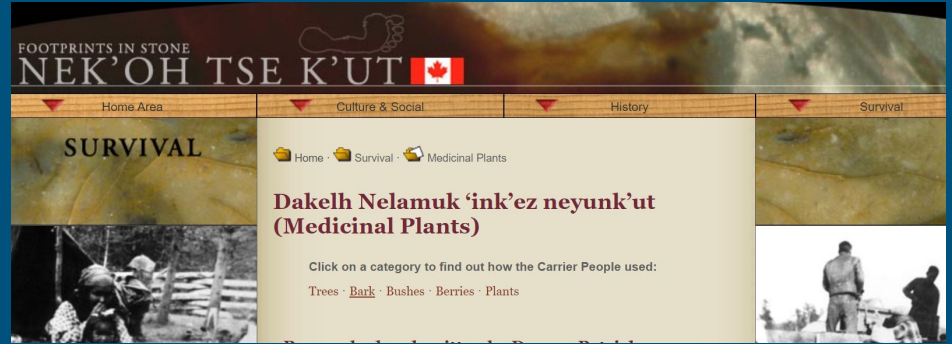 FOOTPRINTS IN STONE
NEK'OH TSE K'UT
Home Area
Culture & Social
History
Survival
SURVIVAL
Home · Survival · Medicinal Plants
Dakelh Nelamuk ‘ink’ez neyunk’ut
(Medicinal Plants)
Click on a category to find out how the Carrier People used:
Trees · Bark · Bushes · Berries · Plants